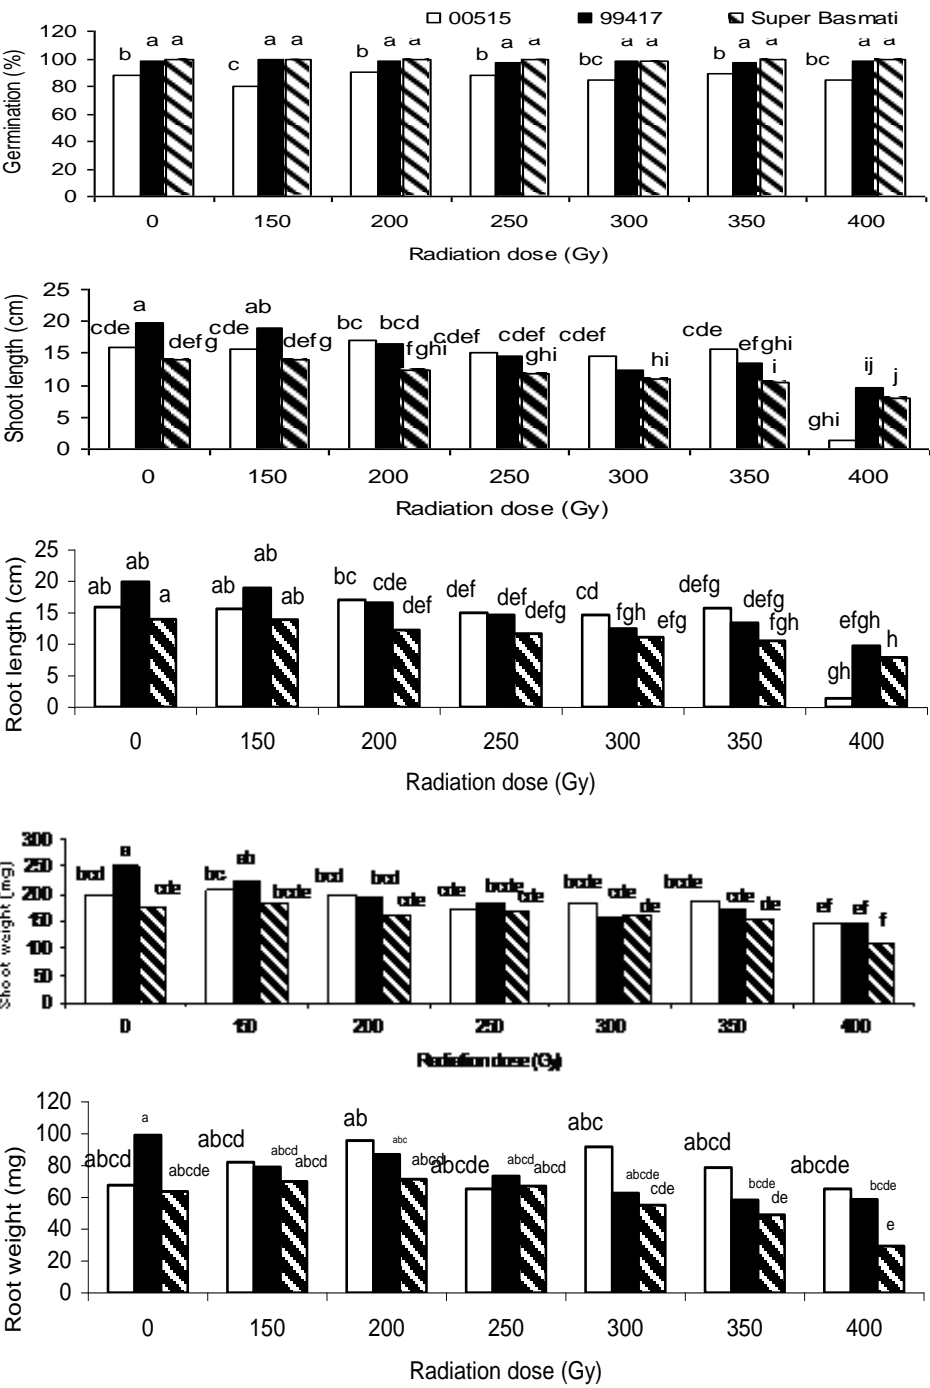 00515 99417 Super Basmati
Germination (%)
120
100
80
60
40
20
0
b a a c a a b a a b a a bc a a b a a bc a a
0 150 200 250 300 350 400
Radiation dose (Gy)
Shoot length (cm)
25
20
15
10
5
0
cde a defg cde ab defg bc bcd fghi cdef cdef ghi cdef hi cde efghi i ghi ij j
0 150 200 250 300 350 400
Radiation dose (Gy)
Root length (cm)
25
20
15
10
5
0
ab ab a ab ab ab bc cde def def def defg cd fgh efg defg defg fgh gh efgh h
0 150 200 250 300 350 400
Radiation dose (Gy)
Shoot weight (mg)
300
250
200
150
100
50
0
bcd a cde bc ab bcde bcd bcd cde cde bcde cde bcde cde de bcde cde de ef ef f
0 150 200 250 300 350 400
Radiation dose (Gy)
Root weight (mg)
120
100
80
60
40
20
0
abcd a abcde abcd abcd abcd ab abc abcd abcde abcd abcd abc abcde cde abcd bcde de abcde bcde e
0 150 200 250 300 350 400
Radiation dose (Gy)